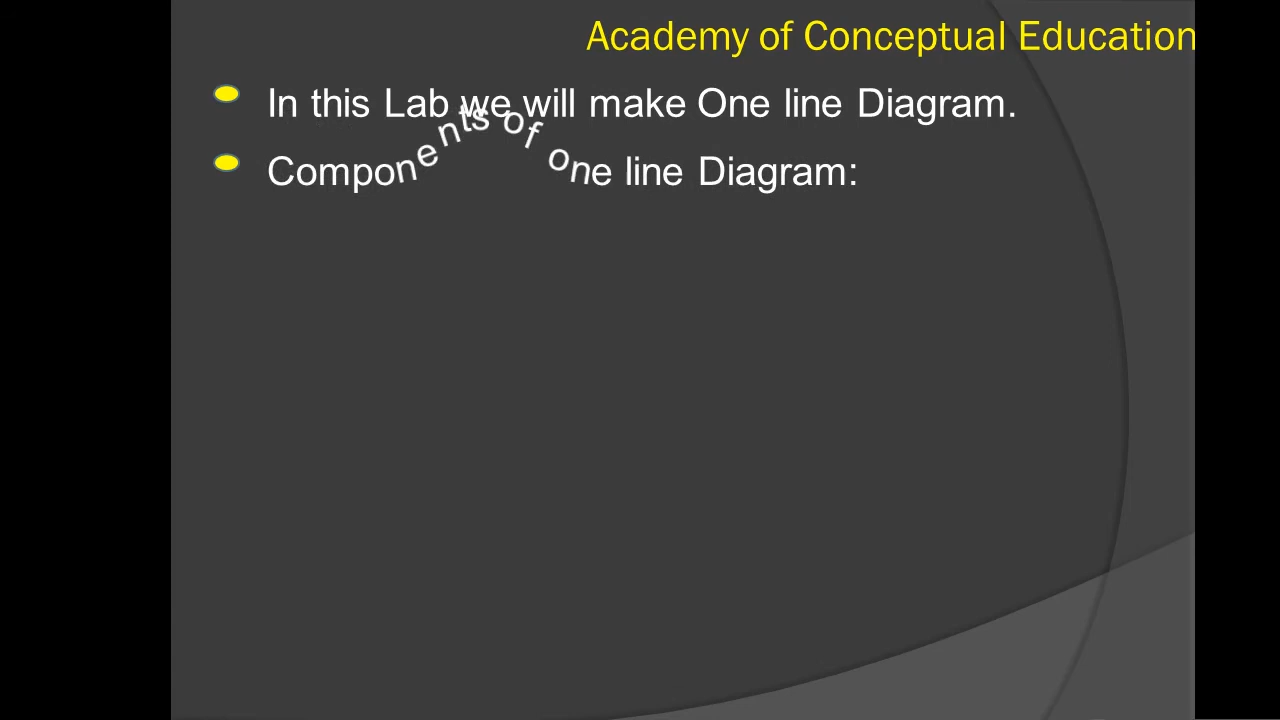 Academy of Conceptual Education
In this Lab we will make One line Diagram.
Components of one line Diagram: